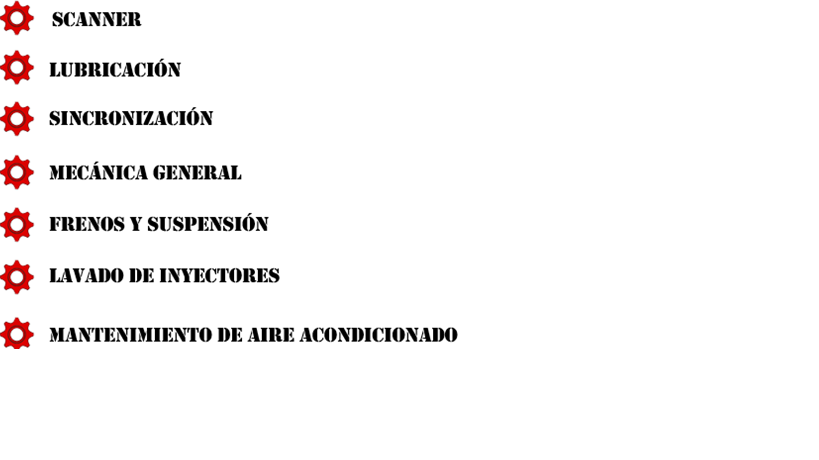 SCANNER
LUBRICACIÓN
SINCRONIZACIÓN
MECÁNICA GENERAL
FRENOS Y SUSPENSIÓN
LAVADO DE INYECTORES
MANTENIMIENTO DE AIRE ACONDICIONADO